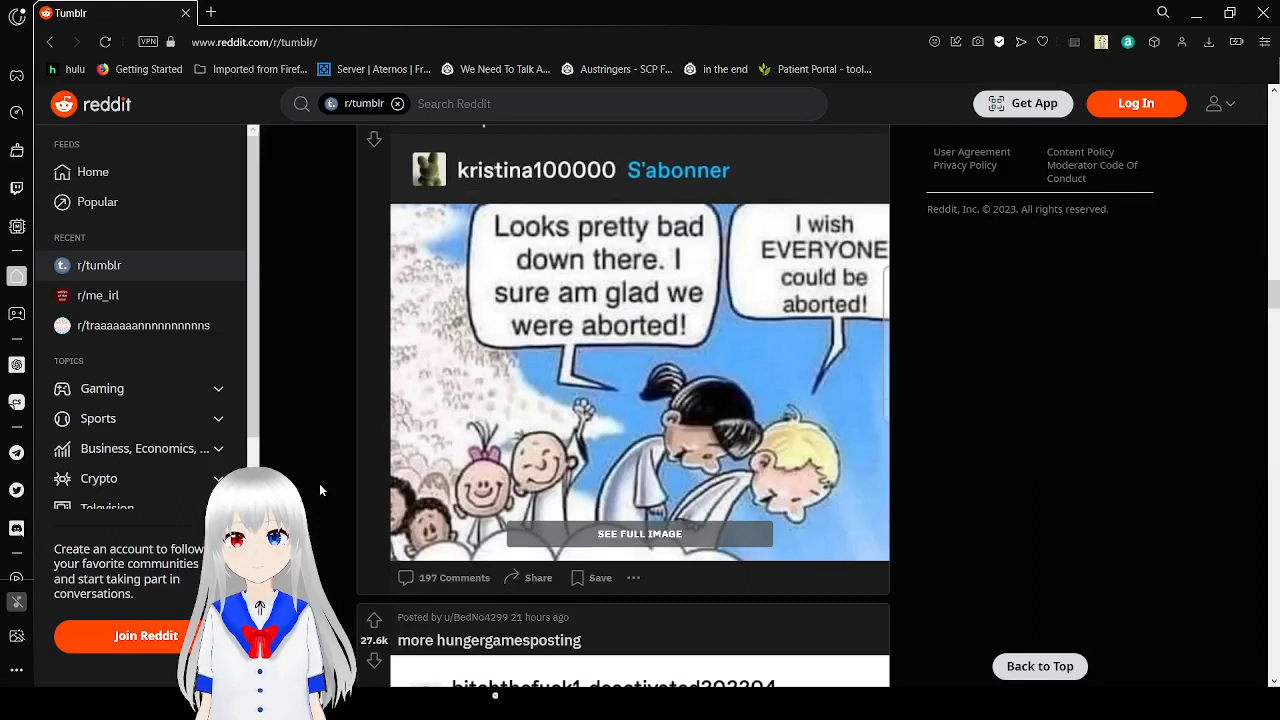 Tumblr
VPN
www.reddit.com/r/tumblr/
hulu
Getting Started
Imported from Firef...
Server | Aternos | Fr...
We Need To Talk A...
Austringers - SCP F...
in the end
Patient Portal - tool...
reddit
r/tumblr
Search Reddit
Get App
Log In
FEEDS
Home
Popular
RECENT
r/tumblr
r/me_irl
r/traaaaaaannnnnnnnns
TOPICS
Gaming
Sports
Business, Economics, ...
Crypto
Television
Create an account to follow
your favorite communities
and start taking part in
conversations.
Join Reddit
kristina100000 S'abonner
Looks pretty bad
down there. I
sure am glad we
were aborted!
I wish
EVERYONE
could be
aborted!
SEE FULL IMAGE
197 Comments
Share
Save
Posted by u/BedNo4299 21 hours ago
27.6k
more hungergamesposting
User Agreement
Privacy Policy
Content Policy
Moderator Code Of
Conduct
Reddit, Inc. © 2023. All rights reserved.
Back to Top